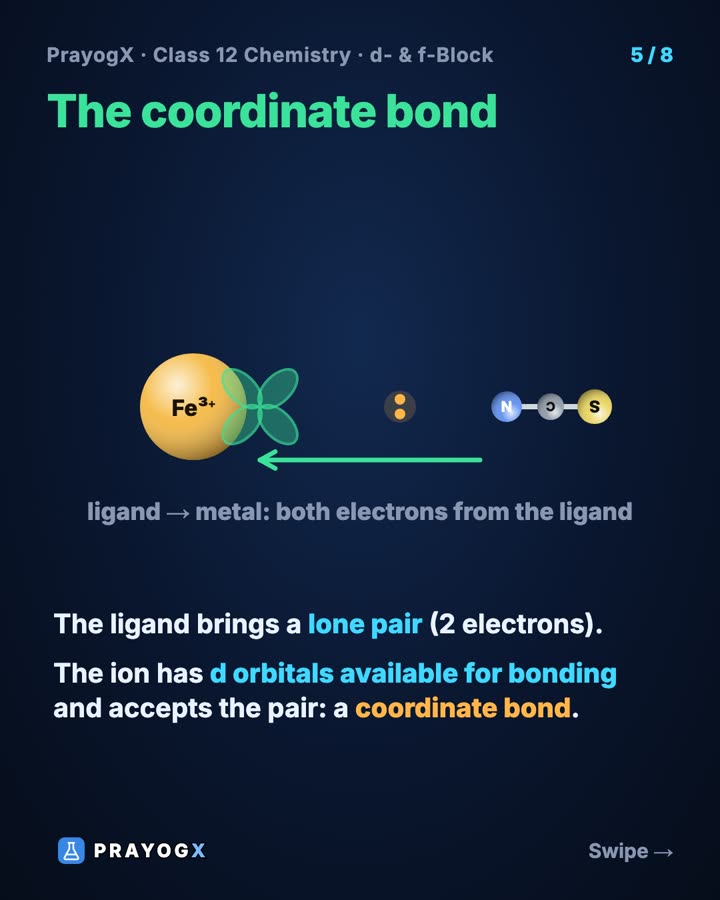 PrayogX · Class 12 Chemistry · d- & f-Block
5 / 8
The coordinate bond
Fe³⁺
N
C
S
ligand → metal: both electrons from the ligand
The ligand brings a lone pair (2 electrons).
The ion has d orbitals available for bonding
and accepts the pair: a coordinate bond.
PRAYOGX
Swipe →